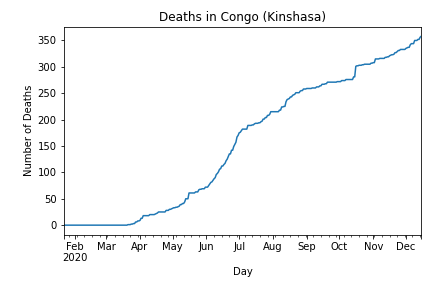 Deaths in Congo (Kinshasa)
Number of Deaths
350
300
250
200
150
100
50
0
Feb Mar Apr May Jun Jul Aug Sep Oct Nov Dec
2020
Day